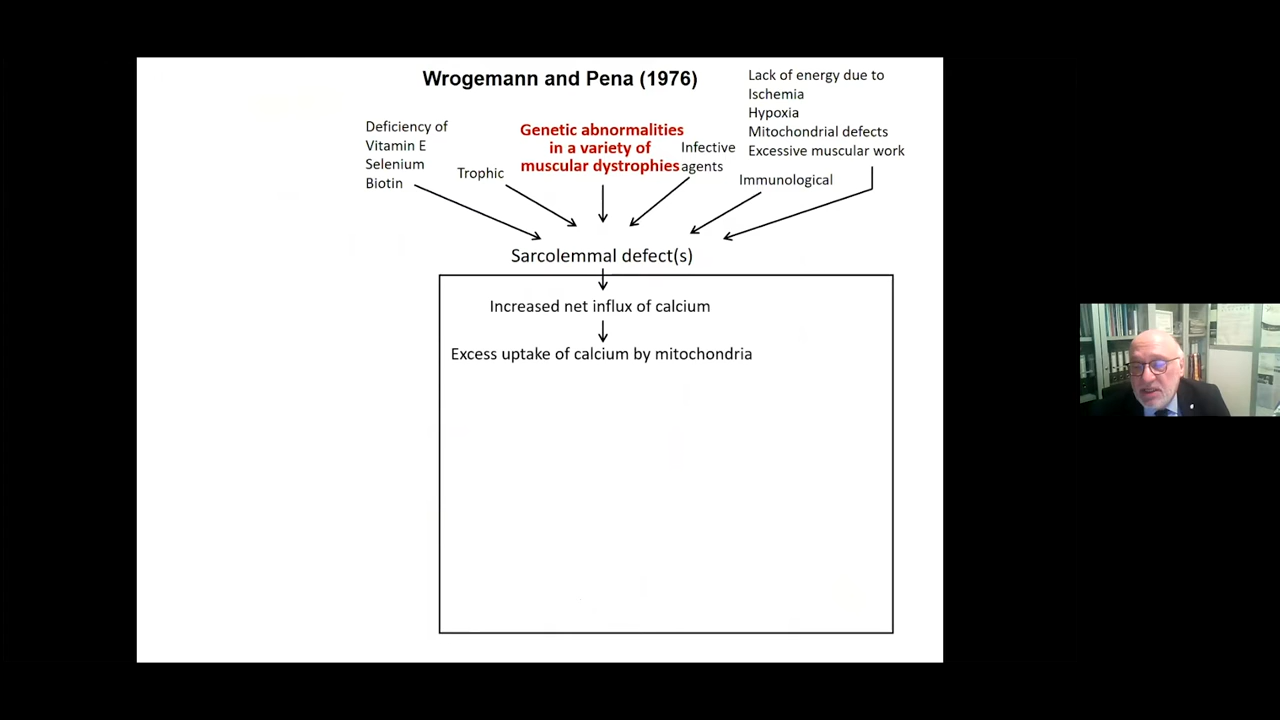 Wrogemann and Pena (1976)
Deficiency of
Vitamin E
Selenium
Biotin
Trophic
Genetic abnormalities
in a variety of
muscular dystrophies
Infective
agents
Immunological
Lack of energy due to
Ischemia
Hypoxia
Mitochondrial defects
Excessive muscular work
Sarcolemmal defect(s)
Increased net influx of calcium
Excess uptake of calcium by mitochondria